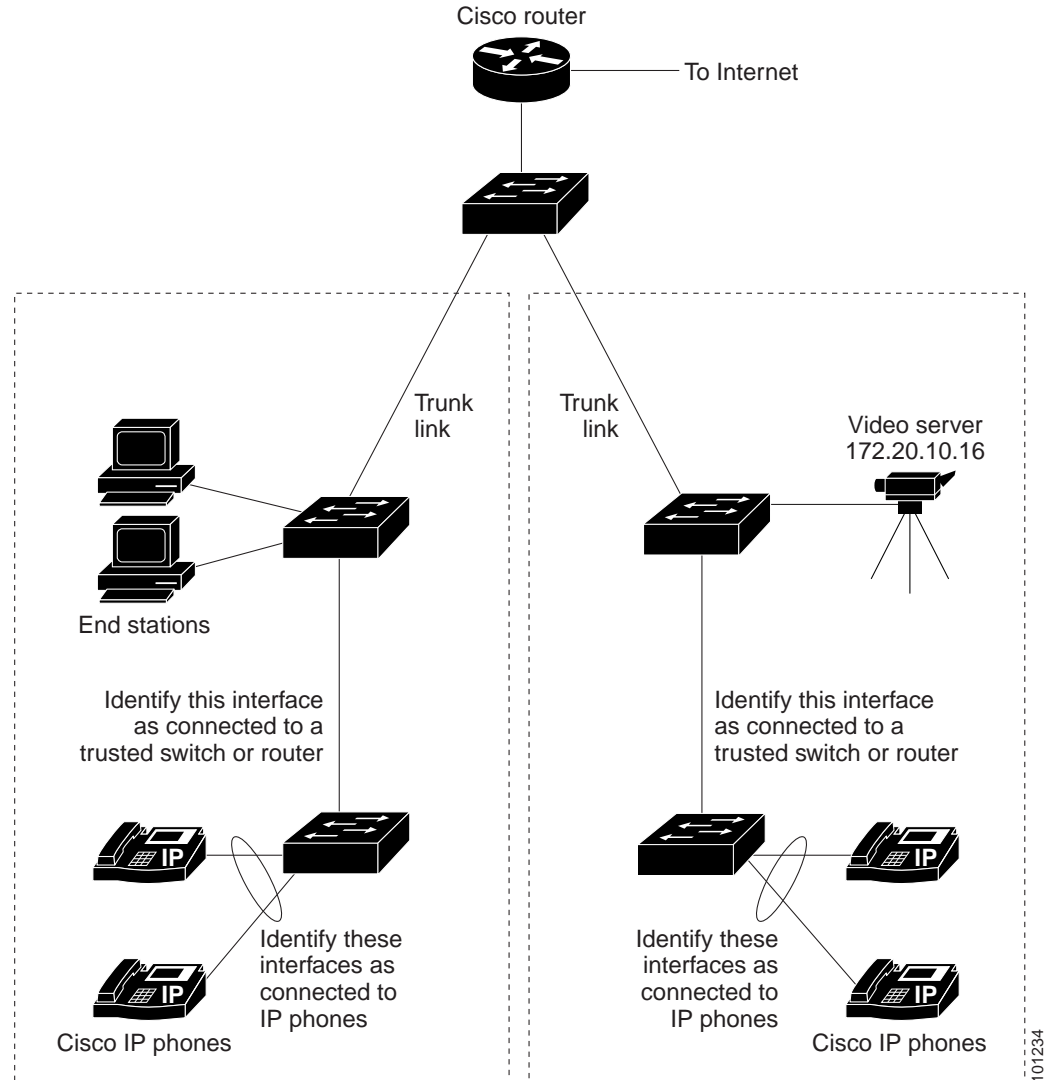 Cisco router
To Internet
Trunk
link
Trunk
link
Video server
172.20.10.16
End stations
Identify this interface
as connected to a
trusted switch or router
Identify this interface
as connected to a
trusted switch or router
IP
IP
IP
IP
Identify these
interfaces as
connected to
IP phones
Identify these
interfaces as
connected to
IP phones
Cisco IP phones
Cisco IP phones
101234